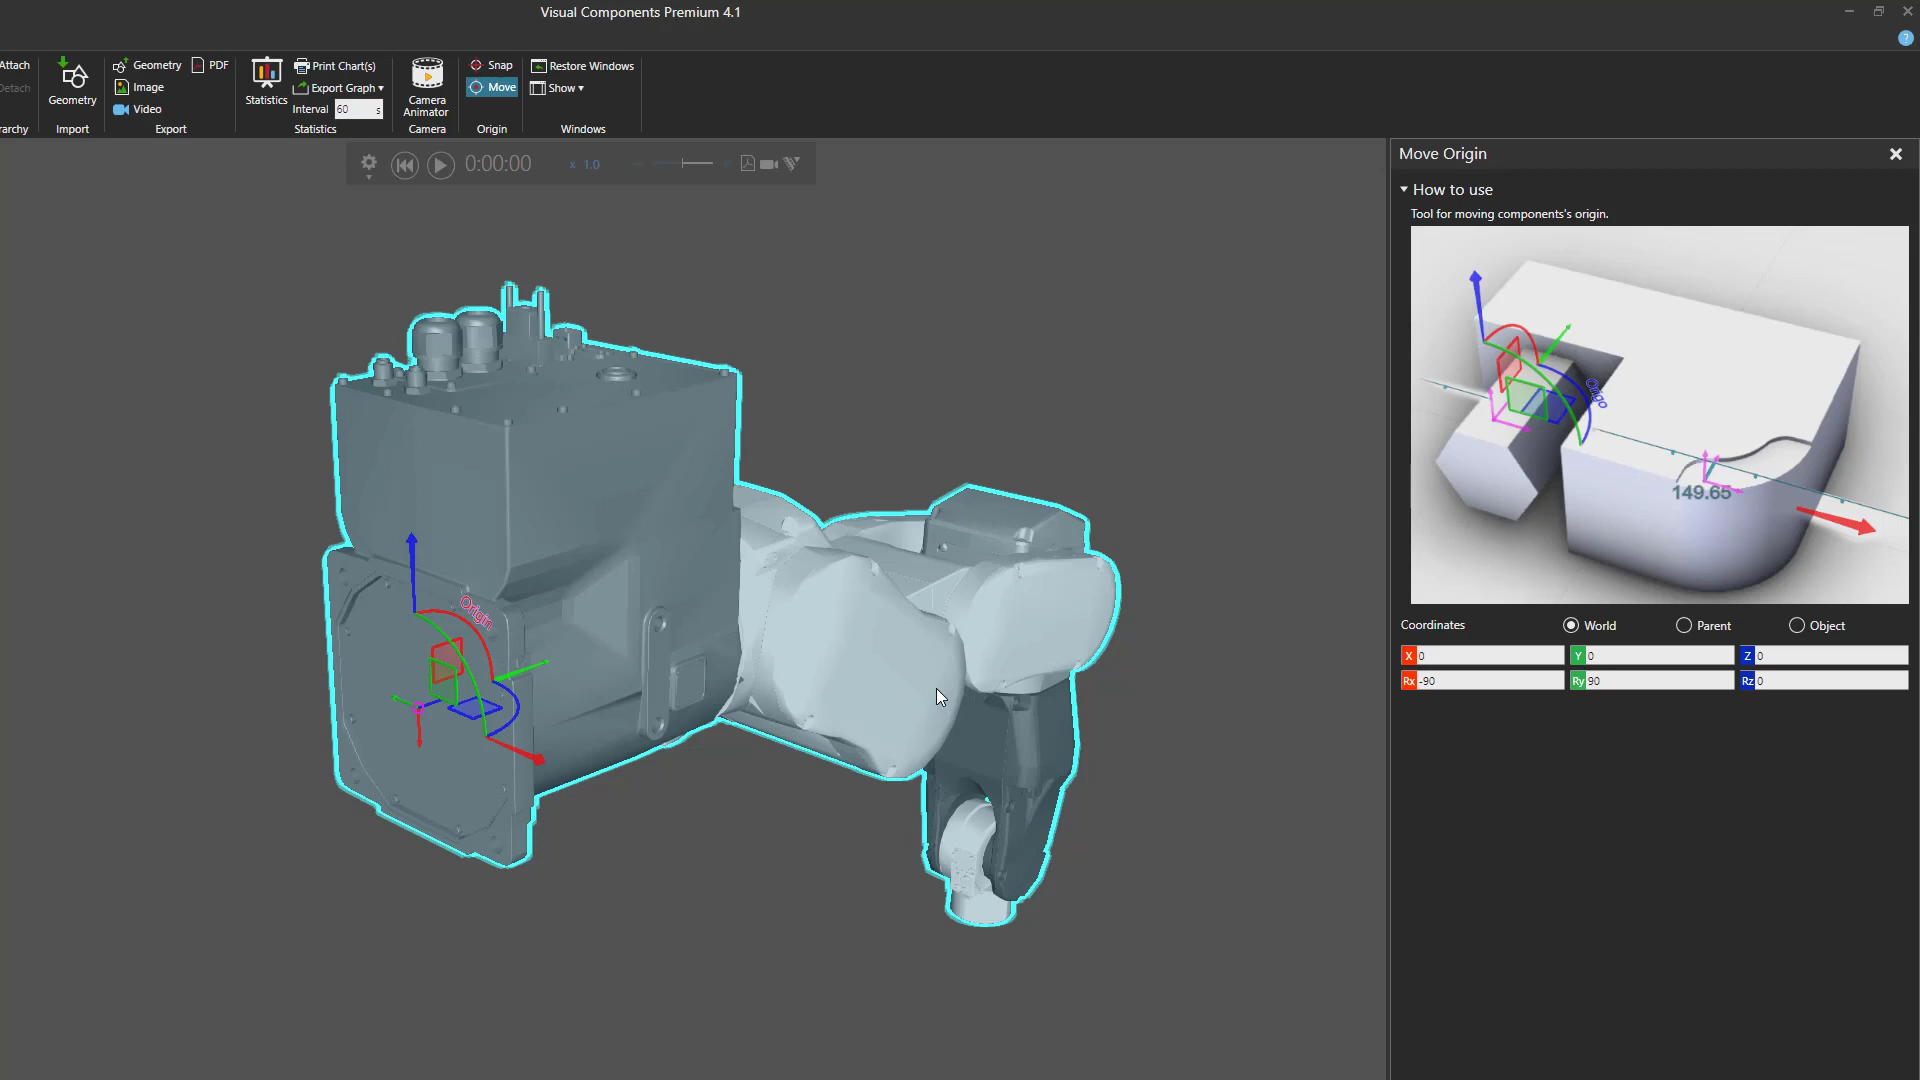 Visual Components Premium 4.1
Attach
Detach
rarchy
Geometry
Import
Geometry
PDF
Image
Video
Export
Statistics
Print Chart(s)
Export Graph
Interval 60 s
Statistics
Camera
Animator
Camera
Snap
Move
Origin
Restore Windows
Show
Windows
?
0:00:00
x 1.0
Origin
Move Origin
How to use
Tool for moving components's origin.
Origo
149.65
Coordinates
World
Parent
Object
X 0
Y 0
Z 0
Rx -90
Ry 90
Rz 0